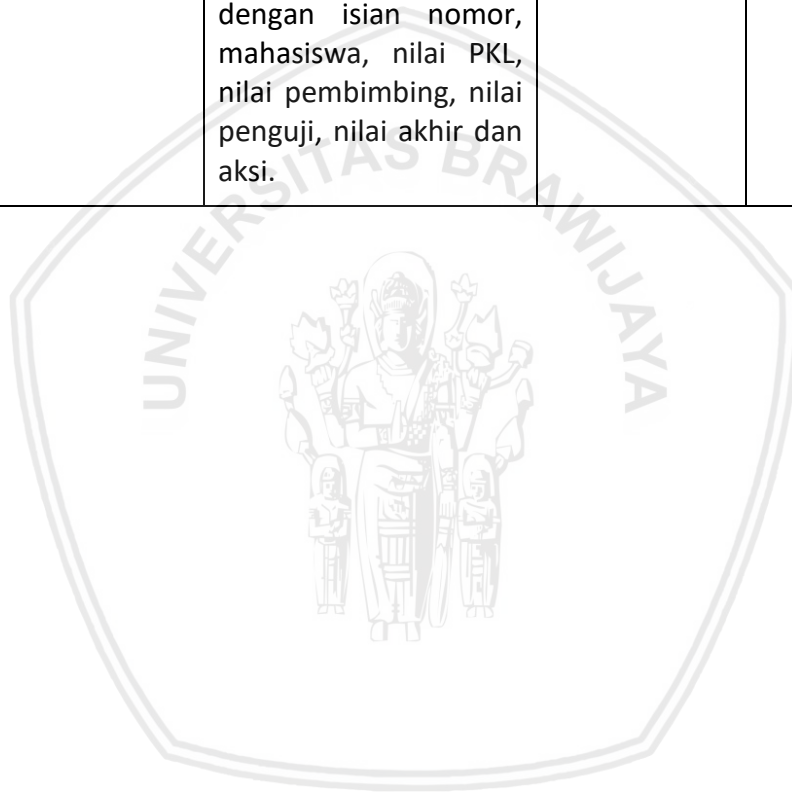 dengan isian nomor,
mahasiswa, nilai PKL,
nilai pembimbing, nilai
penguji, nilai akhir dan
aksi.
UNIVERSITAS BRAWIJAYA